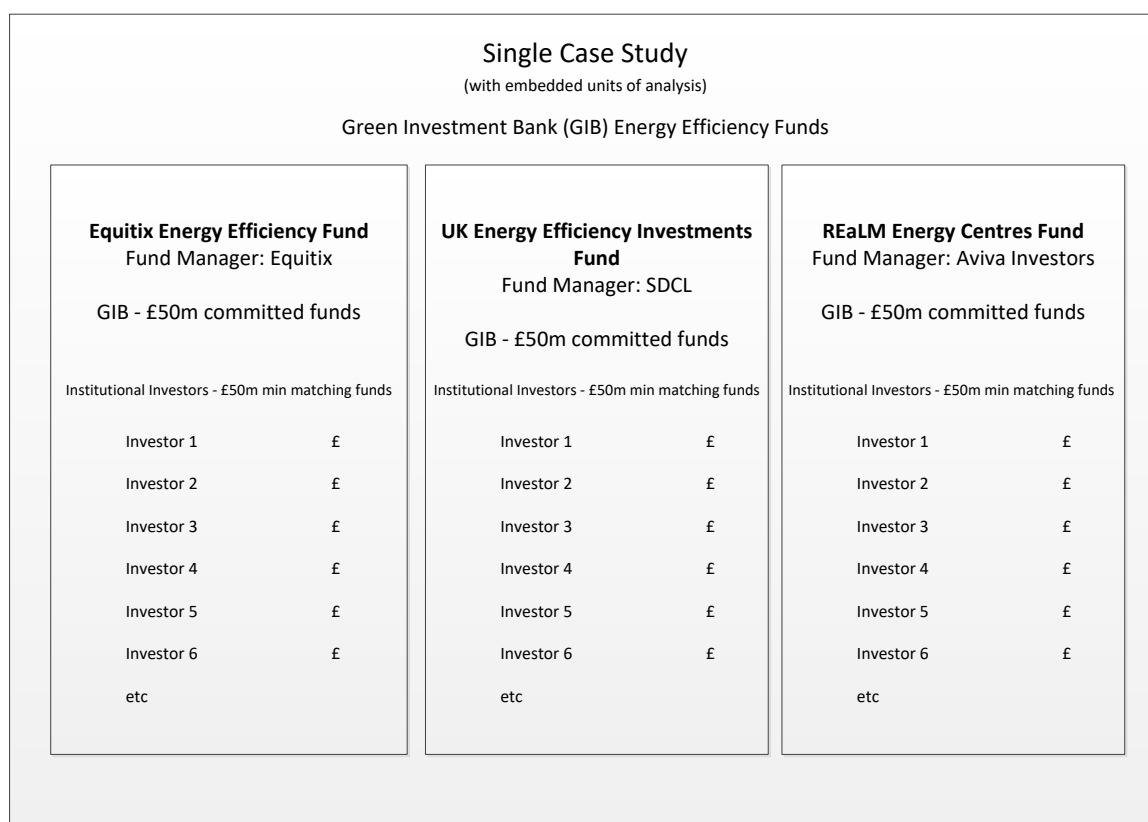 Single Case Study
(with embedded units of analysis)
Green Investment Bank (GIB) Energy Efficiency Funds
Equitix Energy Efficiency Fund
Fund Manager: Equitix
GIB - £50m committed funds
Institutional Investors - £50m min matching funds
Investor 1 £
Investor 2 £
Investor 3 £
Investor 4 £
Investor 5 £
Investor 6 £
etc
UK Energy Efficiency Investments
Fund
Fund Manager: SDCL
GIB - £50m committed funds
Institutional Investors - £50m min matching funds
Investor 1 £
Investor 2 £
Investor 3 £
Investor 4 £
Investor 5 £
Investor 6 £
etc
REaLM Energy Centres Fund
Fund Manager: Aviva Investors
GIB - £50m committed funds
Institutional Investors - £50m min matching funds
Investor 1 £
Investor 2 £
Investor 3 £
Investor 4 £
Investor 5 £
Investor 6 £
etc